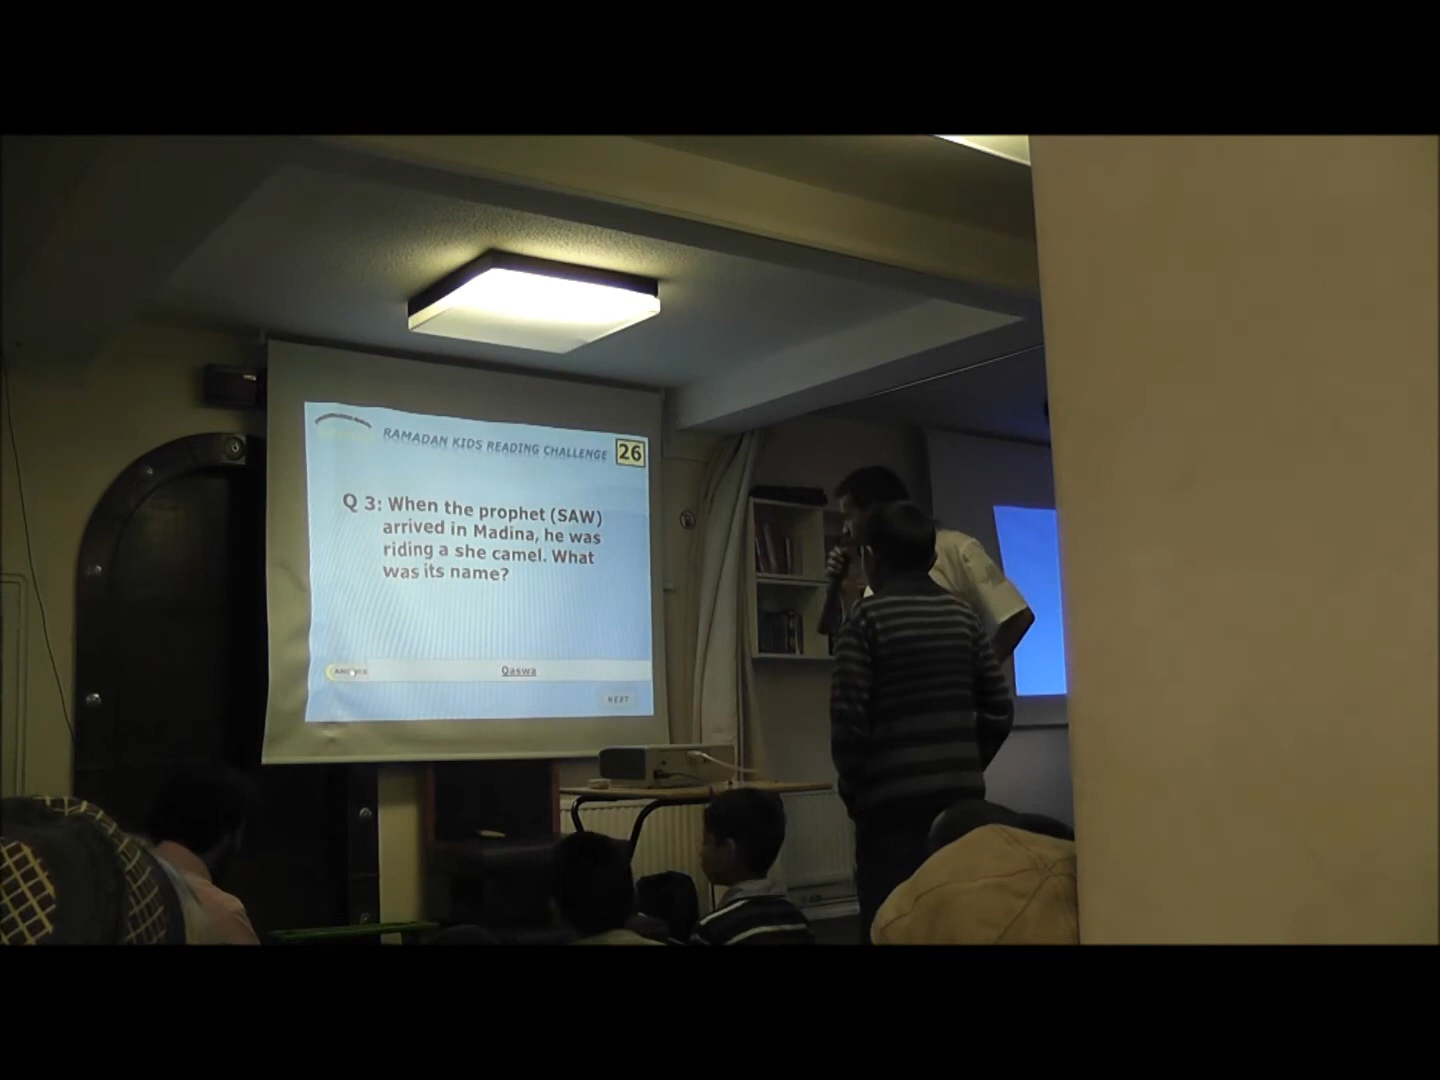 RAMADAN KIDS READING CHALLENGE
26
Q 3: When the prophet (SAW)
arrived in Madina, he was
riding a she camel. What
was its name?
Qaswa
NEXT